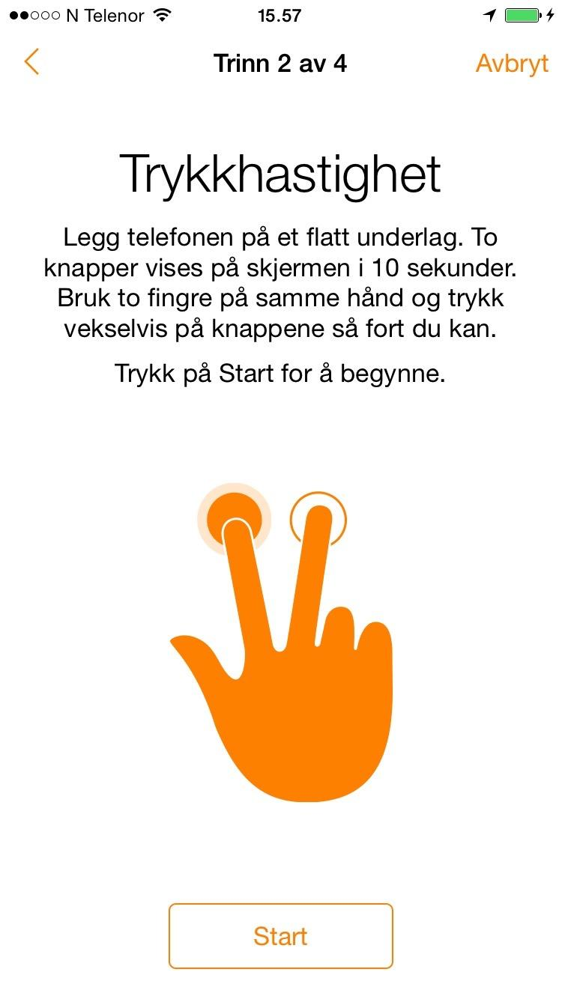 N Telenor 15.57
Trinn 2 av 4 Avbryt
Trykkhastighet
Legg telefonen på et flatt underlag. To
knapper vises på skjermen i 10 sekunder.
Bruk to fingre på samme hånd og trykk
vekselvis på knappene så fort du kan.
Trykk på Start for å begynne.
Start